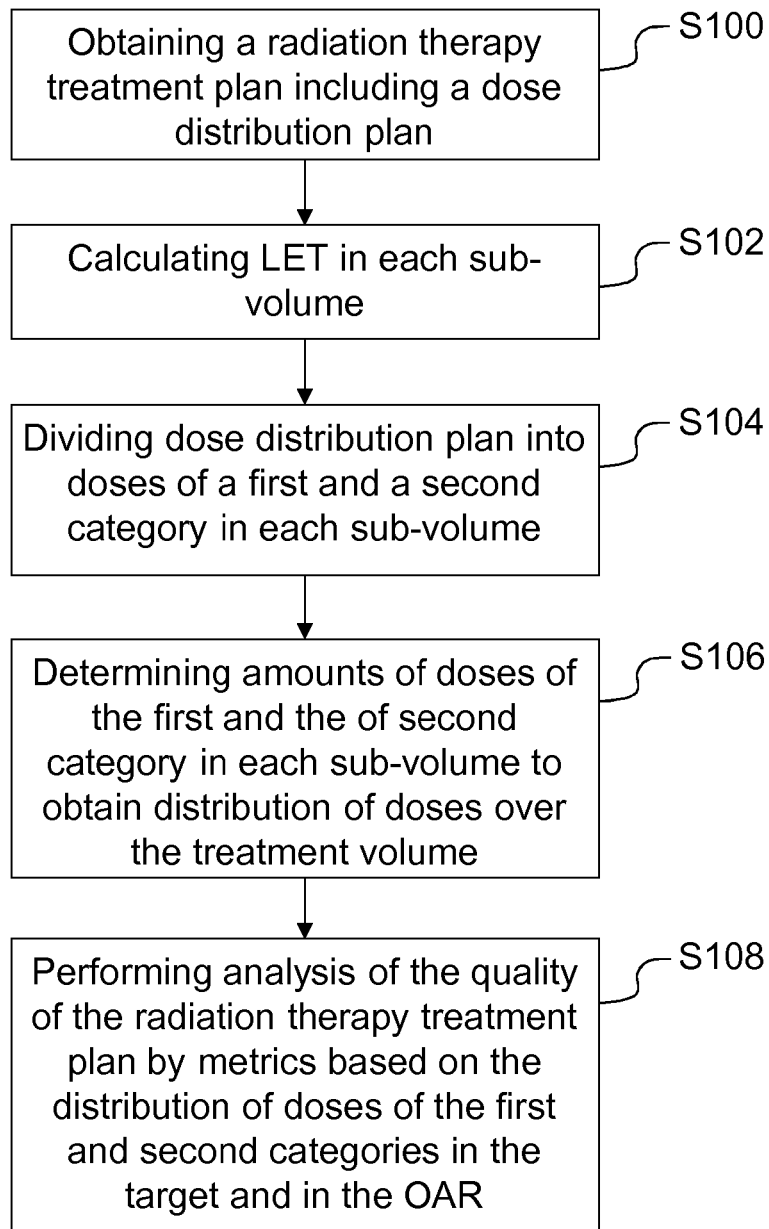 Obtaining a radiation therapy
treatment plan including a dose
distribution plan
S100
Calculating LET in each sub-
volume
S102
Dividing dose distribution plan into
doses of a first and a second
category in each sub-volume
S104
Determining amounts of doses of
the first and the of second
category in each sub-volume to
obtain distribution of doses over
the treatment volume
S106
Performing analysis of the quality
of the radiation therapy treatment
plan by metrics based on the
distribution of doses of the first
and second categories in the
target and in the OAR
S108